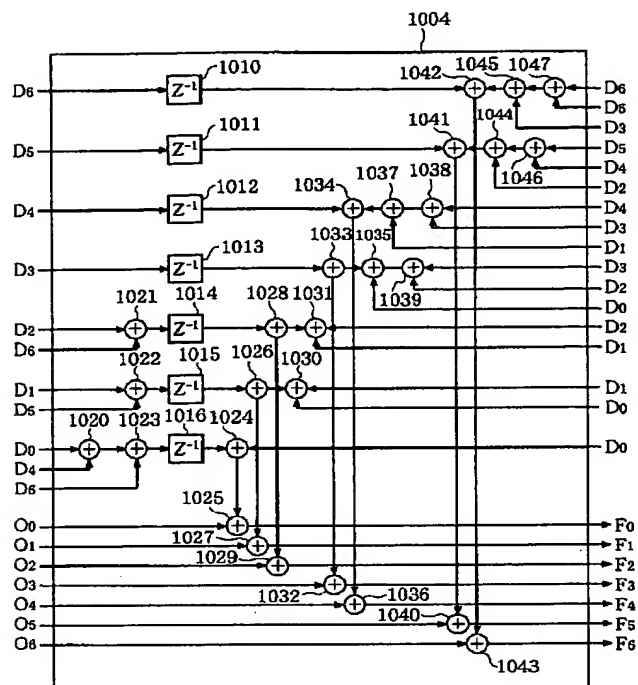 1004
1010 1042 1045 1047
D6 Z⁻¹ D6
D5
1011 1041 1044 D3
D5 Z⁻¹ D5
1046 D4
1012 1034 1037 1038 D2
D4 Z⁻¹ D4
D3
1013 1033 1035 D1
D3 Z⁻¹ D3
1039 D2
1021 1014 1028 1031 D0
D2 Z⁻¹ D2
D6 D1
1022 1015 1026 1030
D1 Z⁻¹ D1
D5 D0
1020 1023 1016 1024
D0 Z⁻¹ D0
D4
D6
1025
O0 F0
O1 1027 F1
O2 1029 F2
O3 1032 F3
O4 1036 F4
O5 1040 F5
O6 F6
1043